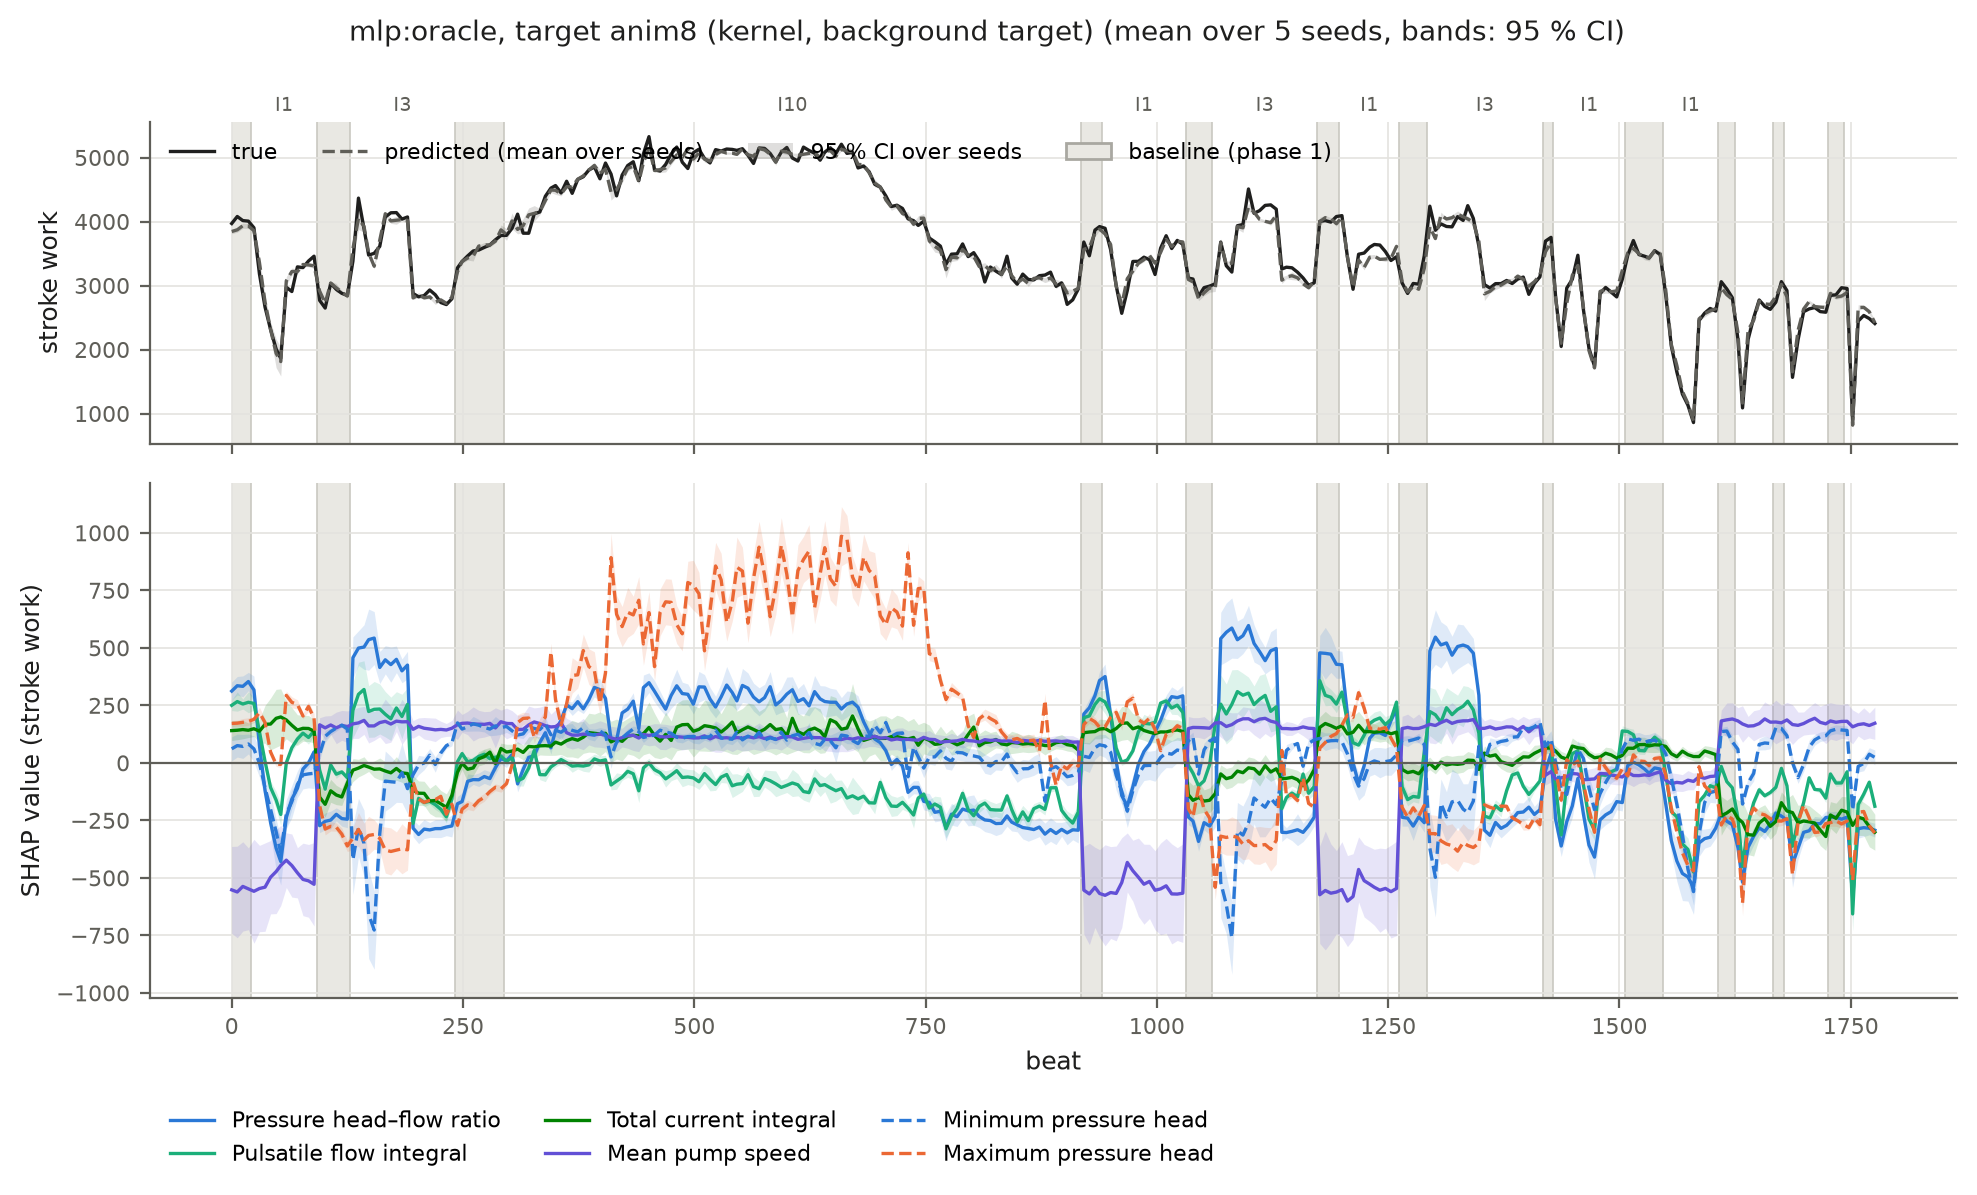 mlp:oracle, target anim8 (kernel, background target) (mean over 5 seeds, bands: 95 % CI)
I1 I3 I10 I1 I3 I1 I3 I1 I1
true predicted (mean over seeds) 95 % CI over seeds baseline (phase 1)
5000
4000
3000
2000
1000
stroke work
1000
750
500
250
0
−250
−500
−750
−1000
SHAP value (stroke work)
0 250 500 750 1000 1250 1500 1750
beat
Pressure head–flow ratio Total current integral Minimum pressure head
Pulsatile flow integral Mean pump speed Maximum pressure head